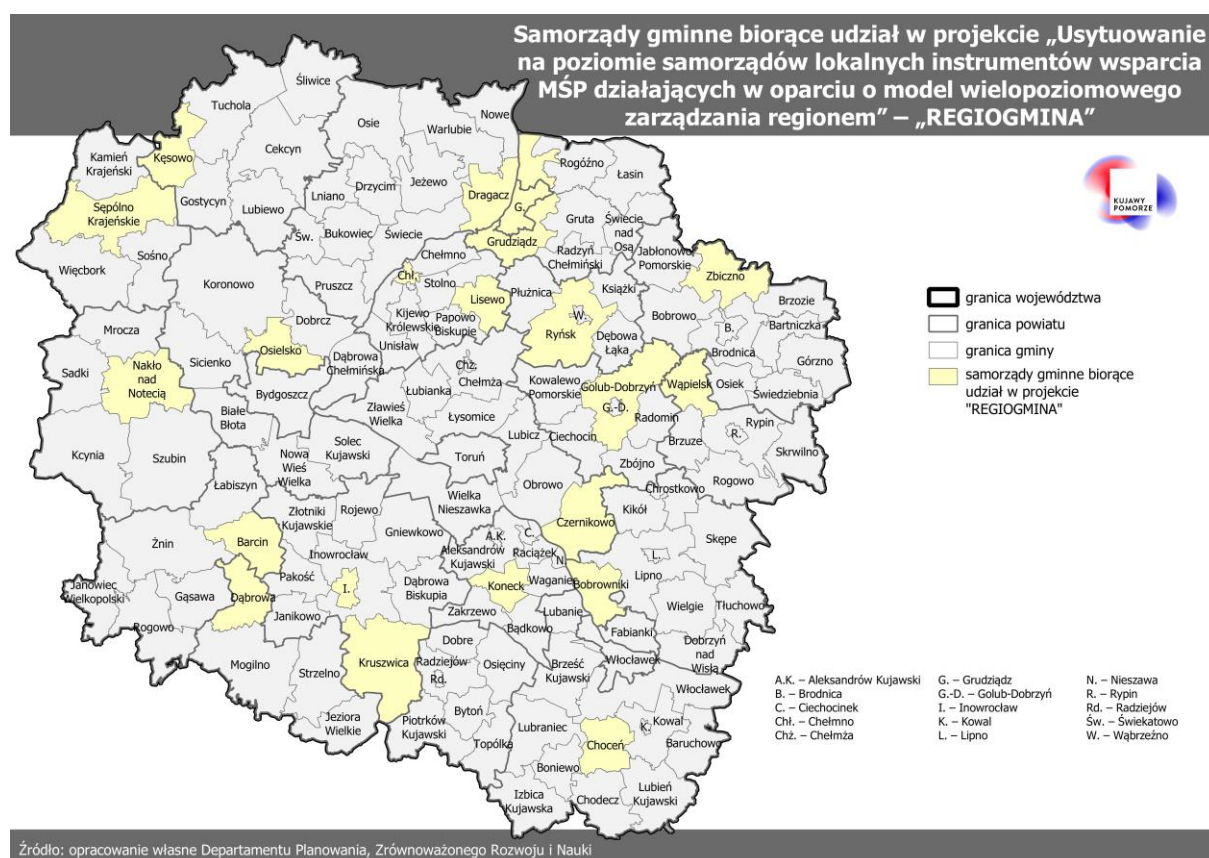 Samorządy gminne biorące udział w projekcie „Usytuowanie
na poziomie samorządów lokalnych instrumentów wsparcia
MŚP działających w oparciu o model wielopoziomowego
zarządzania regionem” – „REGIOGMINA”
KUJAWY
POMORZE
Śliwice
Tuchola
Nowe
Osie
Warlubie
Cekcyn
Kamień
Krajeński
Kęsowo
Rogóźno
Łasin
Drzycim
Jeżewo
Lniano
Dragacz
Gostycyn
Lubiewo
Sępólno
Krajeńskie
G.
Gruta
Świecie
nad
Osą
Św.
Bukowiec
Świecie
Grudziądz
Radzyń
Chełmiński
Sośno
Więcbork
Chełmno
Jabłonowo
Pomorskie
Zbiczno
Koronowo
Pruszcz
Chł.
Stolno
Lisewo
Płużnica
Książki
Brzozie
Dobrcz
Kijewo
Królewskie
Papowo
Biskupie
W.
Bobrowo
B.
Bartniczka
Mrocza
Ryńsk
Dębowa
Łąka
Osielsko
Unisław
Brodnica
Górzno
Sadki
Nakło
nad
Notecią
Sicienko
Dąbrowa
Chełmińska
Chż.
Chełmża
Kowalewo
Pomorskie
Golub-Dobrzyń
Wąpielsk
Osiek
Świedziebnia
Bydgoszcz
Łubianka
G.-D.
Zławieś
Wielka
Łysomice
Radomin
Rypin
R.
Białe
Błota
Lubicz
Ciechocin
Brzuze
Skrwilno
Kcynia
Szubin
Nowa
Wieś
Wielka
Solec
Kujawski
Toruń
Zbójno
Rogowo
Łabiszyn
Obrowo
Chrostkowo
Wielka
Nieszawka
Złotniki
Kujawskie
Rojewo
Gniewkowo
Czernikowo
Kikół
Skępe
Żnin
Barcin
A.K.
C.
Inowrocław
Aleksandrów
Kujawski
Raciążek
N.
L.
Lipno
Janowiec
Wielkopolski
Gąsawa
Dąbrowa
Pakość
I.
Dąbrowa
Biskupia
Koneck
Waganiec
Bobrowniki
Wielgie
Tłuchowo
Janikowo
Zakrzewo
Lubanie
Rogowo
Bądkowo
Fabianki
Dobrzyń
nad
Wisłą
Mogilno
Strzelno
Kruszwica
Dobre
Radziejów
Rd.
Osięciny
Brześć
Kujawski
Włocławek
Włocławek
Jeziora
Wielkie
Piotrków
Kujawski
Bytoń
Lubraniec
K.
Kowal
Topólka
Choceń
Baruchowo
Boniewo
Izbica
Kujawska
Chodecz
Lubień
Kujawski
granica województwa
granica powiatu
granica gminy
samorządy gminne biorące
udział w projekcie
"REGIOGMINA"
A.K. – Aleksandrów Kujawski
B. – Brodnica
C. – Ciechocinek
Chł. – Chełmno
Chż. – Chełmża
G. – Grudziądz
G.-D. – Golub-Dobrzyń
I. – Inowrocław
K. – Kowal
L. – Lipno
N. – Nieszawa
R. – Rypin
Rd. – Radziejów
Św. – Świekatowo
W. – Wąbrzeźno
Źródło: opracowanie własne Departamentu Planowania, Zrównoważonego Rozwoju i Nauki